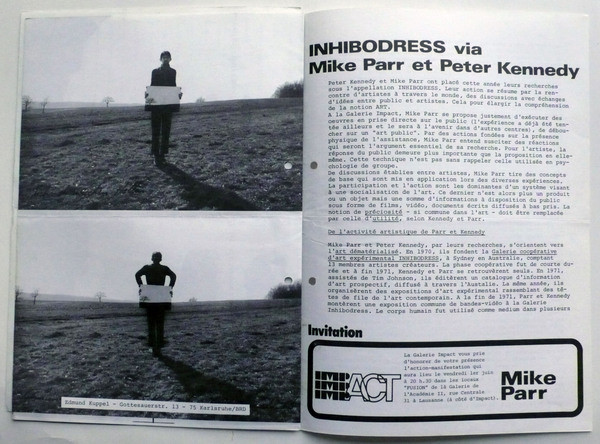 Edmund Kuppel - Gottesauerstr. 13 - 75 Karlsruhe/BRD
INHIBODRESS via
Mike Parr et Peter Kennedy
Peter Kennedy et Mike Parr ont placé cette année leurs recherches
sous l'appellation INHIBODRESS. Leur action se résume par la ren-
contre d'artistes à travers le monde, des discussions avec échanges
d'idées entre public et artistes. Cela pour élargir la compréhension
de la notion ART.
A la Galerie Impact, Mike Parr se propose justement d'exécuter des
oeuvres en prise directe sur le public (l'expérience a déjà été ten-
tée ailleurs et le sera à l'avenir dans d'autres centres), de débou-
cher sur un "art public". Par des actions fondées sur la présence
physique de l'assistance, Mike Parr entend susciter des réactions
qui seront l'argument essentiel de sa recherche. Pour l'artiste, la
réponse du public demeure plus importante que la proposition en elle-
même. Cette technique n'est pas sans rappeler celle utilisée en psy-
chologie de groupe.
De discussions établies entre artistes, Mike Parr tire des concepts
de base qui sont mis en application lors des diverses expériences.
La participation et l'action sont les dominantes d'un système visant
à une socialisation de l'art. Ce dernier n'est alors plus un produit
ou un objet mais une somme d'informations à disposition du public
sous forme de films, vidéo, documents écrits diffusés à bas prix. La
notion de préciosité - si commune dans l'art - doit être remplacée
par celle d'utilité, selon Kennedy et Parr.
De l'activité artistique de Parr et Kennedy
Mike Parr et Peter Kennedy, par leurs recherches, s'orientent vers
l'art dématérialisé. En 1970, ils fondent la Galerie coopérative
d'art expérimental INHIBODRESS, à Sydney en Australie, comptant
13 membres artistes créateurs. La phase coopérative fut de courte du-
rée et à fin 1971, Kennedy et Parr se retrouvèrent seuls. En 1971,
assistés de Tim Johnson, ils éditèrent un catalogue d'information
d'art prospectif, diffusé à travers l'Australie. La même année, ils
organisèrent des expositions d'art expérimental rassemblant des tê-
tes de file de l'art contemporain. A la fin de 1971, Parr et Kennedy
montèrent une exposition commune de bandes-vidéo à la Galerie
Inhibodress. Le corps humain fut utilisé comme medium dans plusieurs
Invitation
IMPACT
La Galerie Impact vous prie
d'honorer de votre présence
l'action-manifestation qui
aura lieu le vendredi 1er juin
à 20 h.30 dans les locaux
"FUSION" de la Galerie de
l'Académie II, rue Centrale
31 à Lausanne (à côté d'Impact).
Mike
Parr